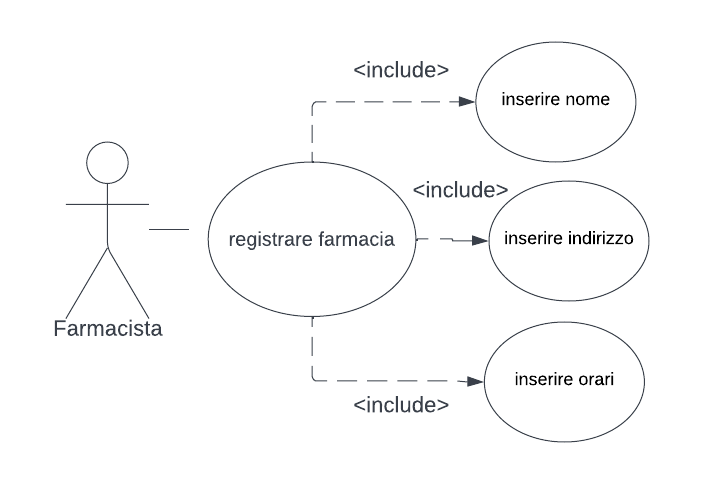 <include>
inserire nome
<include>
registrare farmacia
inserire indirizzo
Farmacista
inserire orari
<include>